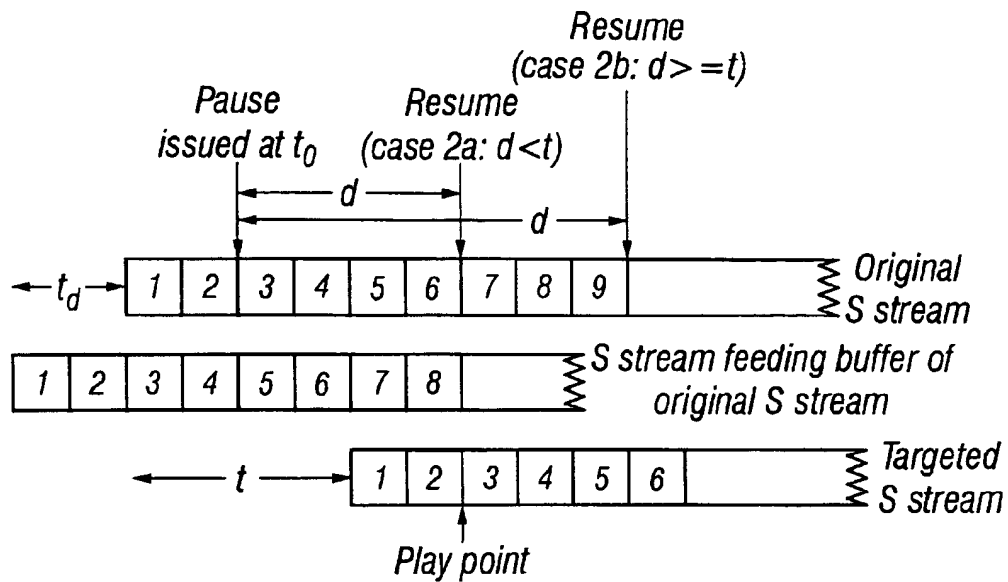 Resume
(case 2b: d> =t)
Pause
issued at t0
Resume
(case 2a: d<t)
d
d
td
1 2 3 4 5 6 7 8 9
Original
S stream
1 2 3 4 5 6 7 8
S stream feeding buffer of
original S stream
t
1 2 3 4 5 6
Targeted
S stream
Play point